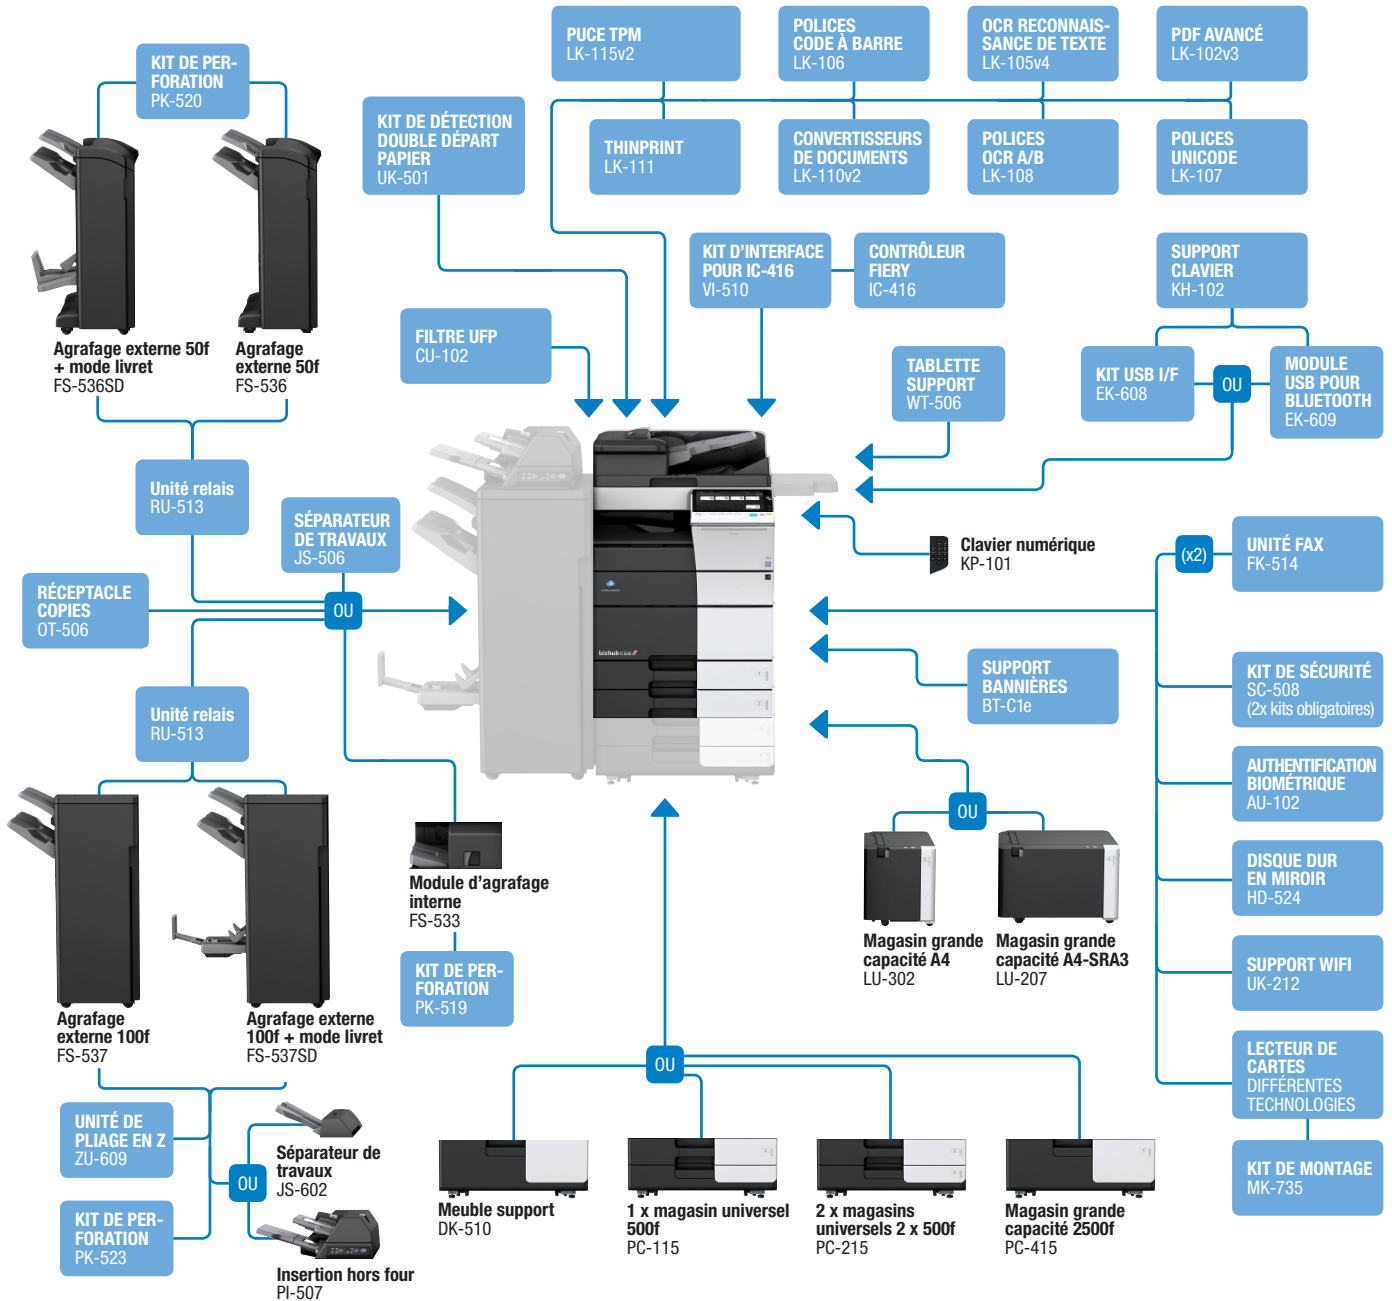 PUCE TPM
LK-115v2
POLICES
CODE À BARRE
LK-106
OCR RECONNAIS-
SANCE DE TEXTE
LK-105v4
PDF AVANCÉ
LK-102v3
KIT DE PER-
FORATION
PK-520
KIT DE DÉTECTION
DOUBLE DÉPART
PAPIER
UK-501
THINPRINT
LK-111
CONVERTISSEURS
DE DOCUMENTS
LK-110v2
POLICES
OCR A/B
LK-108
POLICES
UNICODE
LK-107
KIT D'INTERFACE
POUR IC-416
VI-510
CONTRÔLEUR
FIERY
IC-416
SUPPORT
CLAVIER
KH-102
FILTRE UFP
CU-102
Agrafage externe 50f
+ mode livret
FS-536SD
Agrafage
externe 50f
FS-536
TABLETTE
SUPPORT
WT-506
KIT USB I/F
EK-608
OU
MODULE
USB POUR
BLUETOOTH
EK-609
Unité relais
RU-513
SÉPARATEUR
DE TRAVAUX
JS-506
Clavier numérique
KP-101
(x2)
UNITÉ FAX
FK-514
RÉCEPTACLE
COPIES
OT-506
OU
bizhub
SUPPORT
BANNIÈRES
BT-C1e
KIT DE SÉCURITÉ
SC-508
(2x kits obligatoires)
Unité relais
RU-513
AUTHENTIFICATION
BIOMÉTRIQUE
AU-102
OU
DISQUE DUR
EN MIROIR
HD-524
Module d'agrafage
interne
FS-533
Magasin grande
capacité A4
LU-302
Magasin grande
capacité A4-SRA3
LU-207
KIT DE PER-
FORATION
PK-519
SUPPORT WIFI
UK-212
Agrafage
externe 100f
FS-537
Agrafage externe
100f + mode livret
FS-537SD
OU
LECTEUR DE
CARTES
DIFFÉRENTES
TECHNOLOGIES
UNITÉ DE
PLIAGE EN Z
ZU-609
Séparateur de
travaux
JS-602
OU
KIT DE MONTAGE
MK-735
KIT DE PER-
FORATION
PK-523
Insertion hors four
PI-507
Meuble support
DK-510
1 x magasin universel
500f
PC-115
2 x magasins
universels 2 x 500f
PC-215
Magasin grande
capacité 2500f
PC-415